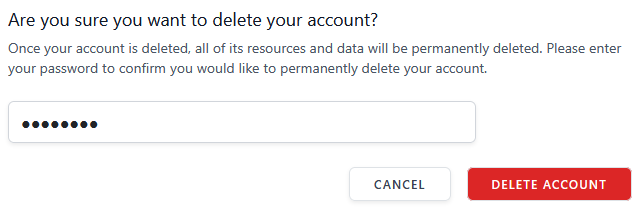 Are you sure you want to delete your account?
Once your account is deleted, all of its resources and data will be permanently deleted. Please enter
your password to confirm you would like to permanently delete your account.
●●●●●●●●
CANCEL DELETE ACCOUNT